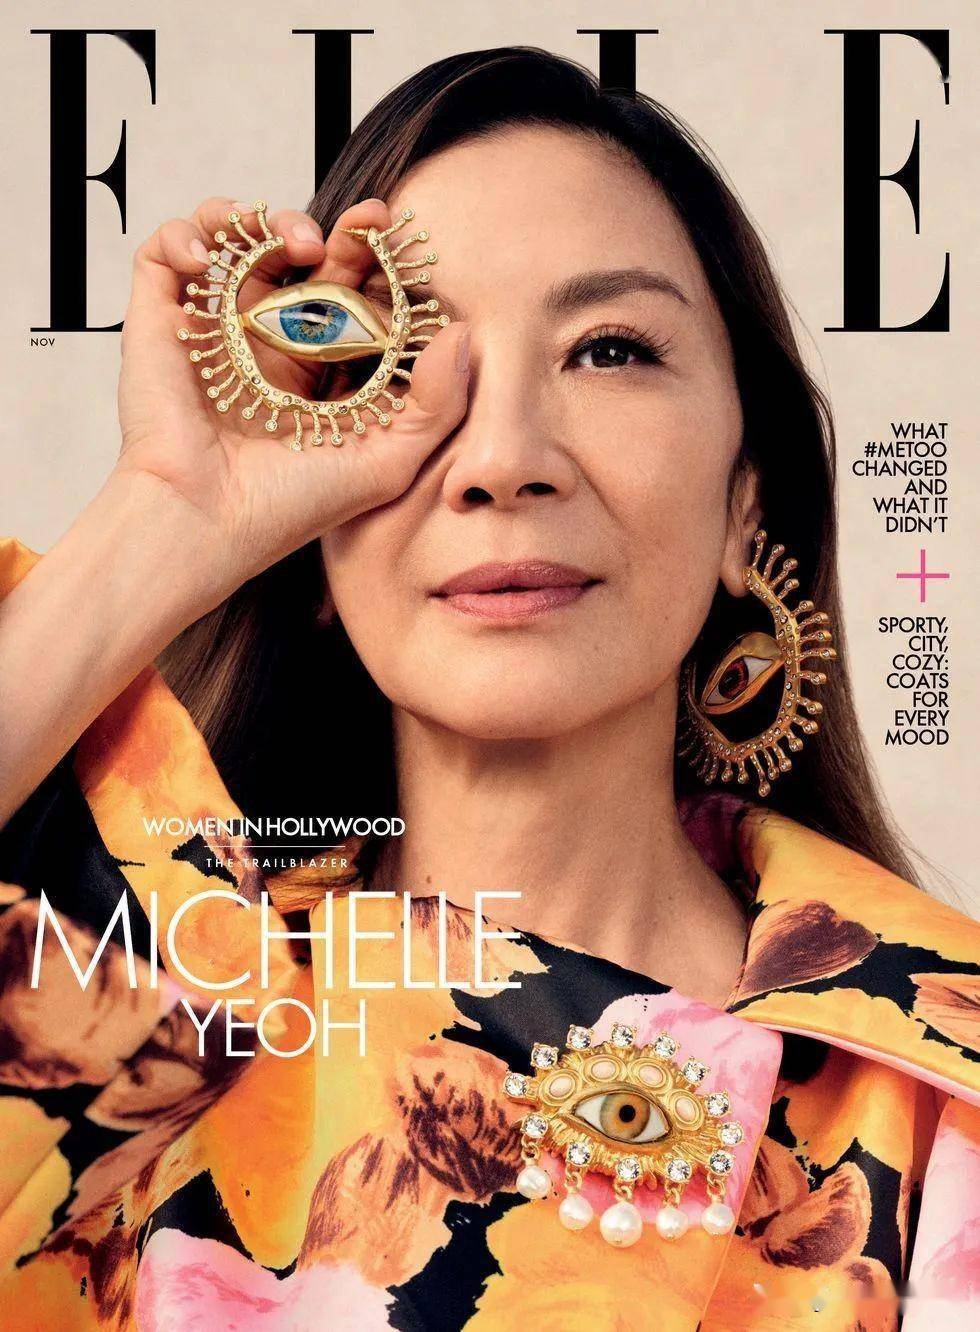 ELLE
NOV
WHAT
#METOO
CHANGED
AND
WHAT IT
DIDN'T
+
SPORTY,
CITY,
COZY:
COATS
FOR
EVERY
MOOD
WOMEN IN HOLLYWOOD
THE TRAILBLAZER
MICHELLE
YEOH